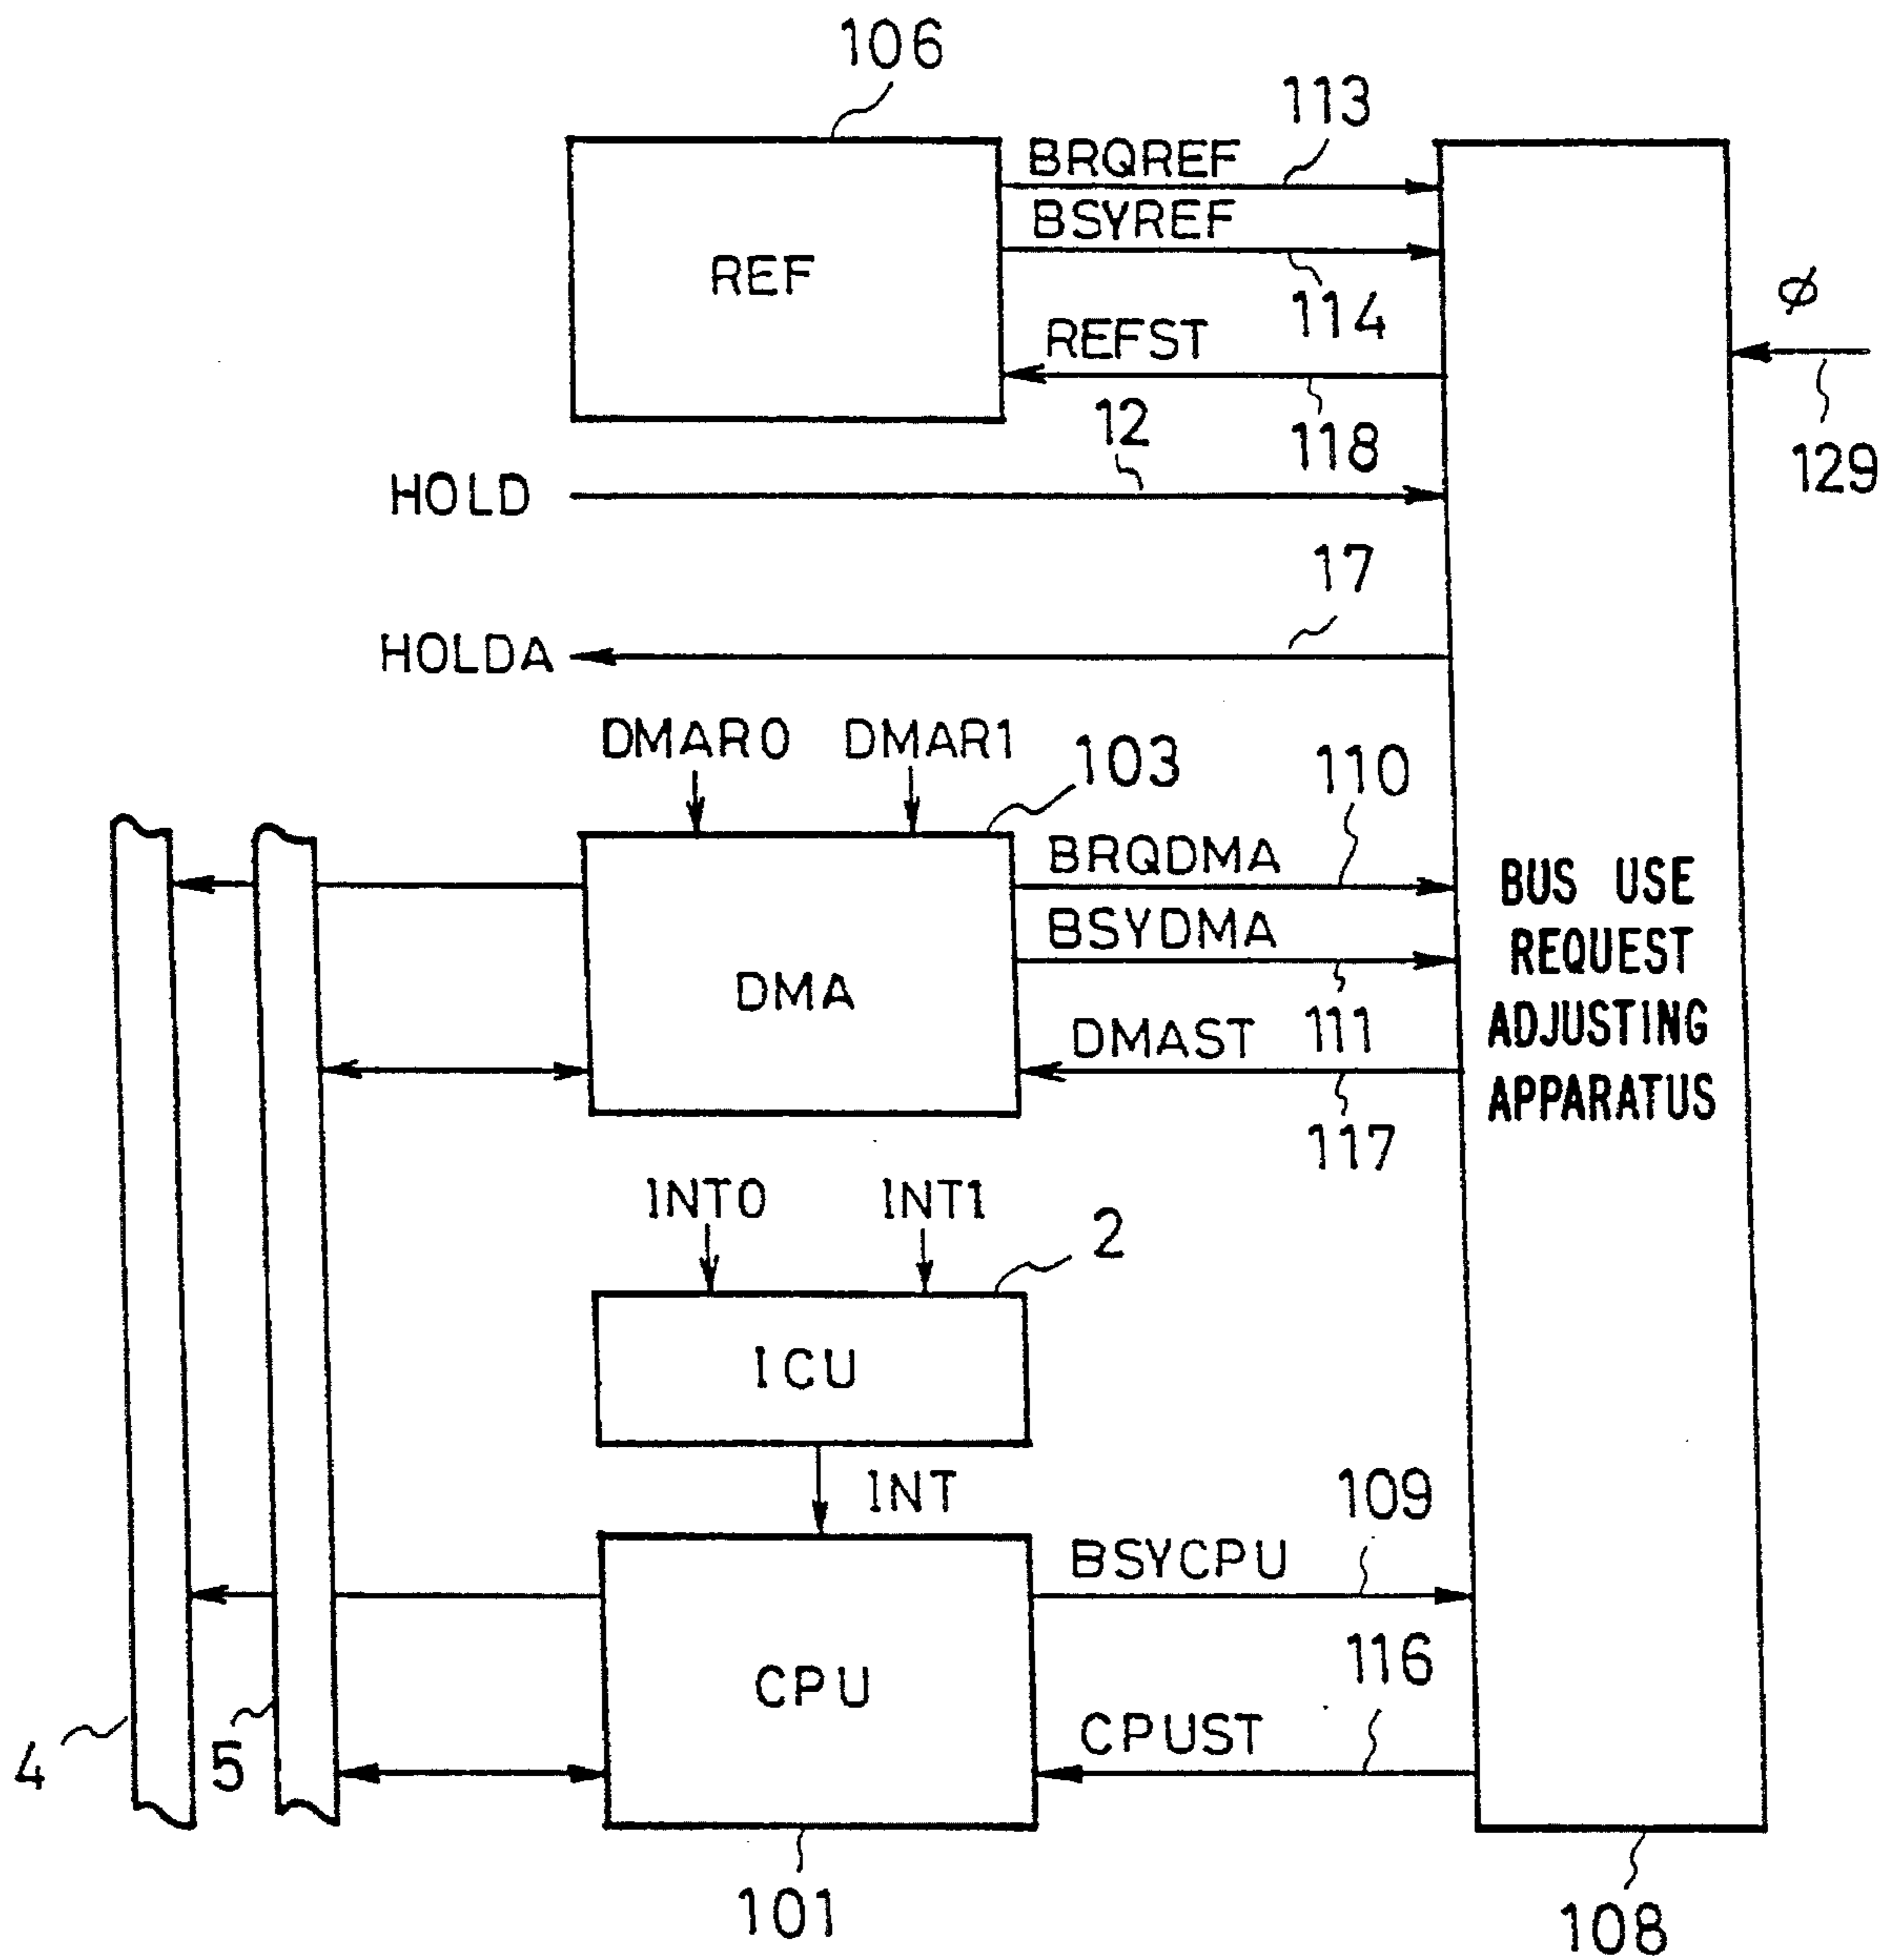 106
113
BRQREF
BSYREF
REF
114
φ
REFST
12
118
129
HOLD
17
HOLDA
DMAR0 DMAR1
103
110
BRQDMA
BSYDMA
DMA
111
DMAST
117
BUS USE
REQUEST
ADJUSTING
APPARATUS
INT0 INT1
2
ICU
INT
109
BSYCPU
116
CPU
CPUST
4
5
101
108